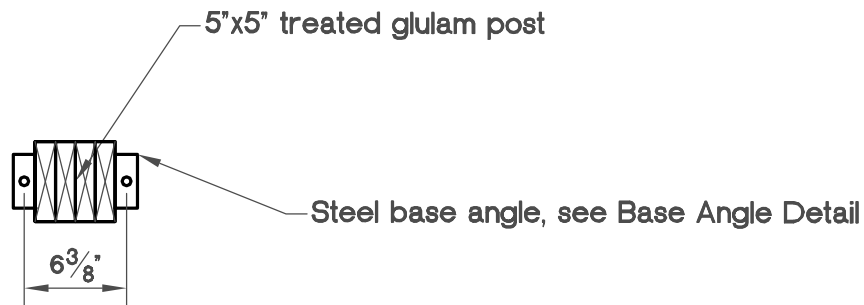 5"x5" treated glulam post
Steel base angle, see Base Angle Detail
6 3/8"